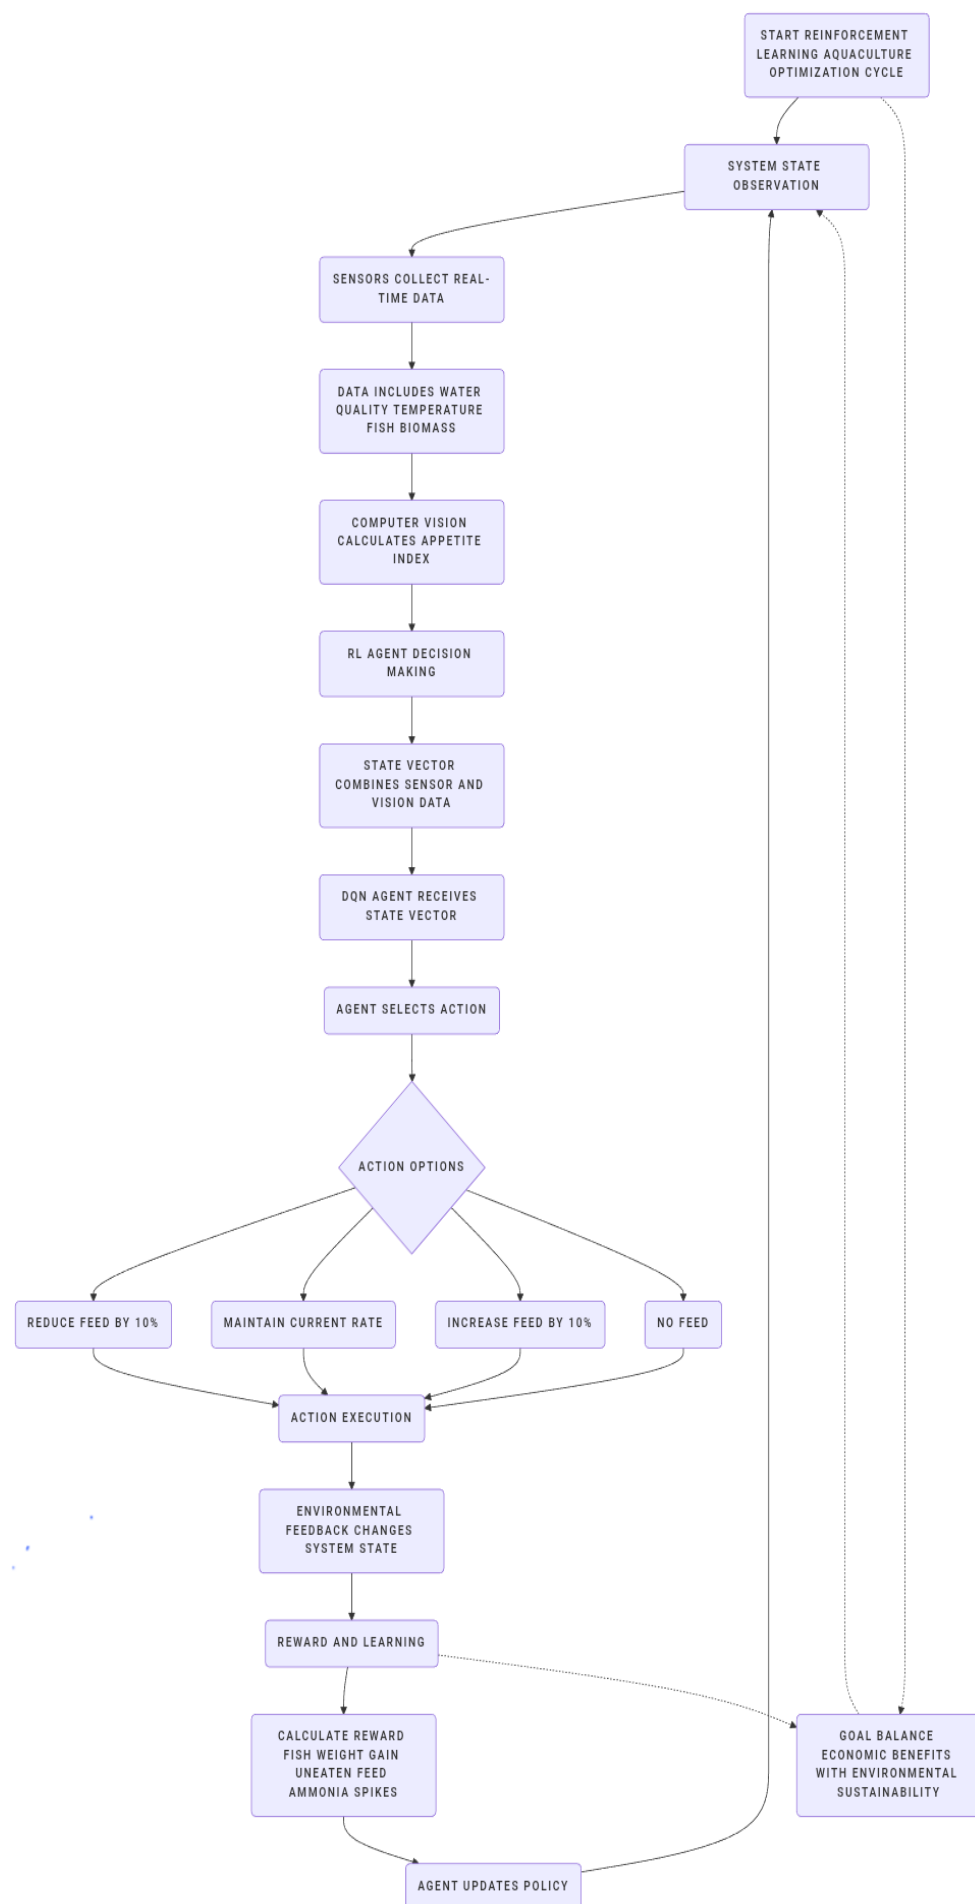 START REINFORCEMENT
LEARNING AQUACULTURE
OPTIMIZATION CYCLE
SYSTEM STATE
OBSERVATION
SENSORS COLLECT REAL-
TIME DATA
DATA INCLUDES WATER
QUALITY TEMPERATURE
FISH BIOMASS
COMPUTER VISION
CALCULATES APPETITE
INDEX
RL AGENT DECISION
MAKING
STATE VECTOR
COMBINES SENSOR AND
VISION DATA
DQN AGENT RECEIVES
STATE VECTOR
AGENT SELECTS ACTION
ACTION OPTIONS
REDUCE FEED BY 10%
MAINTAIN CURRENT RATE
INCREASE FEED BY 10%
NO FEED
ACTION EXECUTION
ENVIRONMENTAL
FEEDBACK CHANGES
SYSTEM STATE
REWARD AND LEARNING
CALCULATE REWARD
FISH WEIGHT GAIN
UNEATEN FEED
AMMONIA SPIKES
GOAL BALANCE
ECONOMIC BENEFITS
WITH ENVIRONMENTAL
SUSTAINABILITY
AGENT UPDATES POLICY